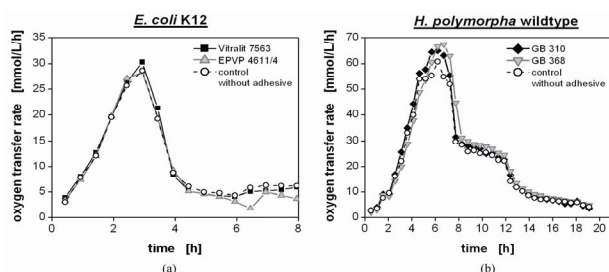 E. coli K12
oxygen transfer rate [mmol/L/h]
35
30
25
20
15
10
5
0
0 2 4 6 8
time [h]
Vitralit 7563
EPVP 4611/4
control
without adhesive
(a)
H. polymorpha wildtype
oxygen transfer rate [mmol/L/h]
70
60
50
40
30
20
10
0
0 2 4 6 8 10 12 14 16 18 20
time [h]
GB 310
GB 368
control
without adhesive
(b)